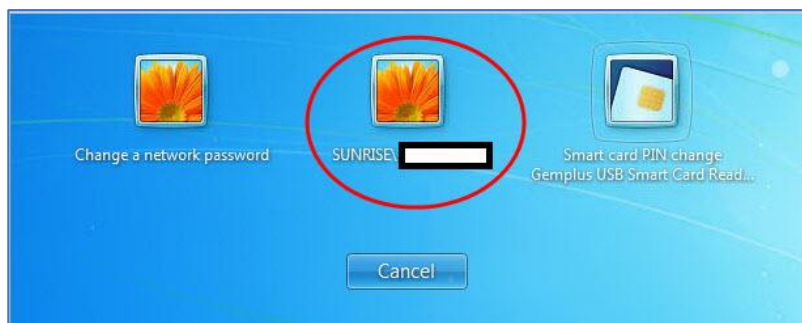 Change a network password
SUNRISE\
Smart card PIN change
Gemplus USB Smart Card Read...
Cancel